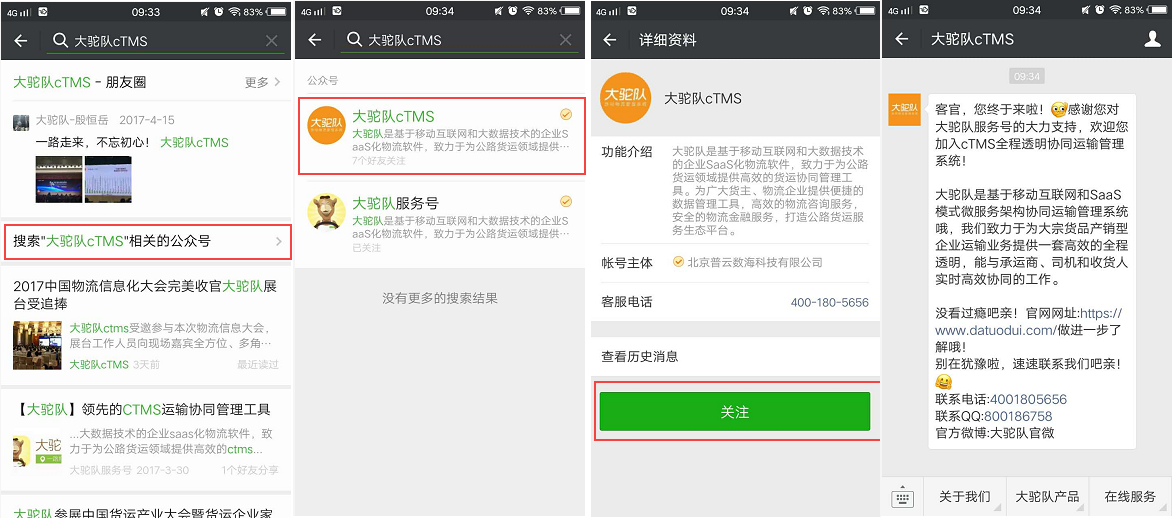 4G 09:33 83%
大驼队cTMS
大驼队cTMS - 朋友圈 更多
大驼队-殷恒岳 2017-4-15
一路走来，不忘初心！ 大驼队cTMS
搜索"大驼队cTMS"相关的公众号
2017中国物流信息化大会完美收官大驼队展
台受追捧
大驼队ctms受邀参与本次物流信息大会，
展台工作人员向现场嘉宾全方位、多角…
大驼队cTMS 3天前 最近读过
【大驼队】领先的CTMS运输协同管理工具
…大数据技术的企业saas化物流软件，致
力于为公路货运领域提供高效的ctms…
大驼
大驼队服务号 2017-3-30 1个好友分享
大驼队参展中国货运产业大会暨货运企业家
4G 09:34 83%
大驼队cTMS
公众号
大驼队
大驼队cTMS
大驼队是基于移动互联网和大数据技术的企业S
aaS化物流软件，致力于为公路货运领域提供…
7个好友关注
大驼队服务号
大驼队是基于移动互联网和大数据技术的企业S
aaS化物流软件，致力于为公路货运领域提供…
已关注
没有更多的搜索结果
4G 09:34 83%
详细资料
大驼队
大驼队cTMS
功能介绍
大驼队是基于移动互联网和大数据技术
的企业SaaS化物流软件，致力于为公路
货运领域提供高效的货运协同管理工
具。为广大货主、物流企业提供便捷的
数据管理工具，高效的物流咨询服务，
安全的物流金融服务，打造公路货运服
务生态平台。
帐号主体 北京普云数海科技有限公司
客服电话 400-180-5656
查看历史消息
关注
4G 09:34 83%
大驼队cTMS
09:34
大驼队
客官，您终于来啦！感谢您对
大驼队服务号的大力支持，欢迎您
加入cTMS全程透明协同运输管理
系统！
大驼队是基于移动互联网和SaaS
模式微服务架构协同运输管理系统
哦，我们致力于为大宗货品产销型
企业运输业务提供一套高效的全程
透明，能与承运商、司机和收货人
实时高效协同的工作。
没看过瘾吧亲！官网网址:https://
www.datuodui.com/做进一步了
解哦！
别在犹豫啦，速速联系我们吧亲！
联系电话:4001805656
联系QQ:800186758
官方微博:大驼队官微
关于我们 大驼队产品 在线服务